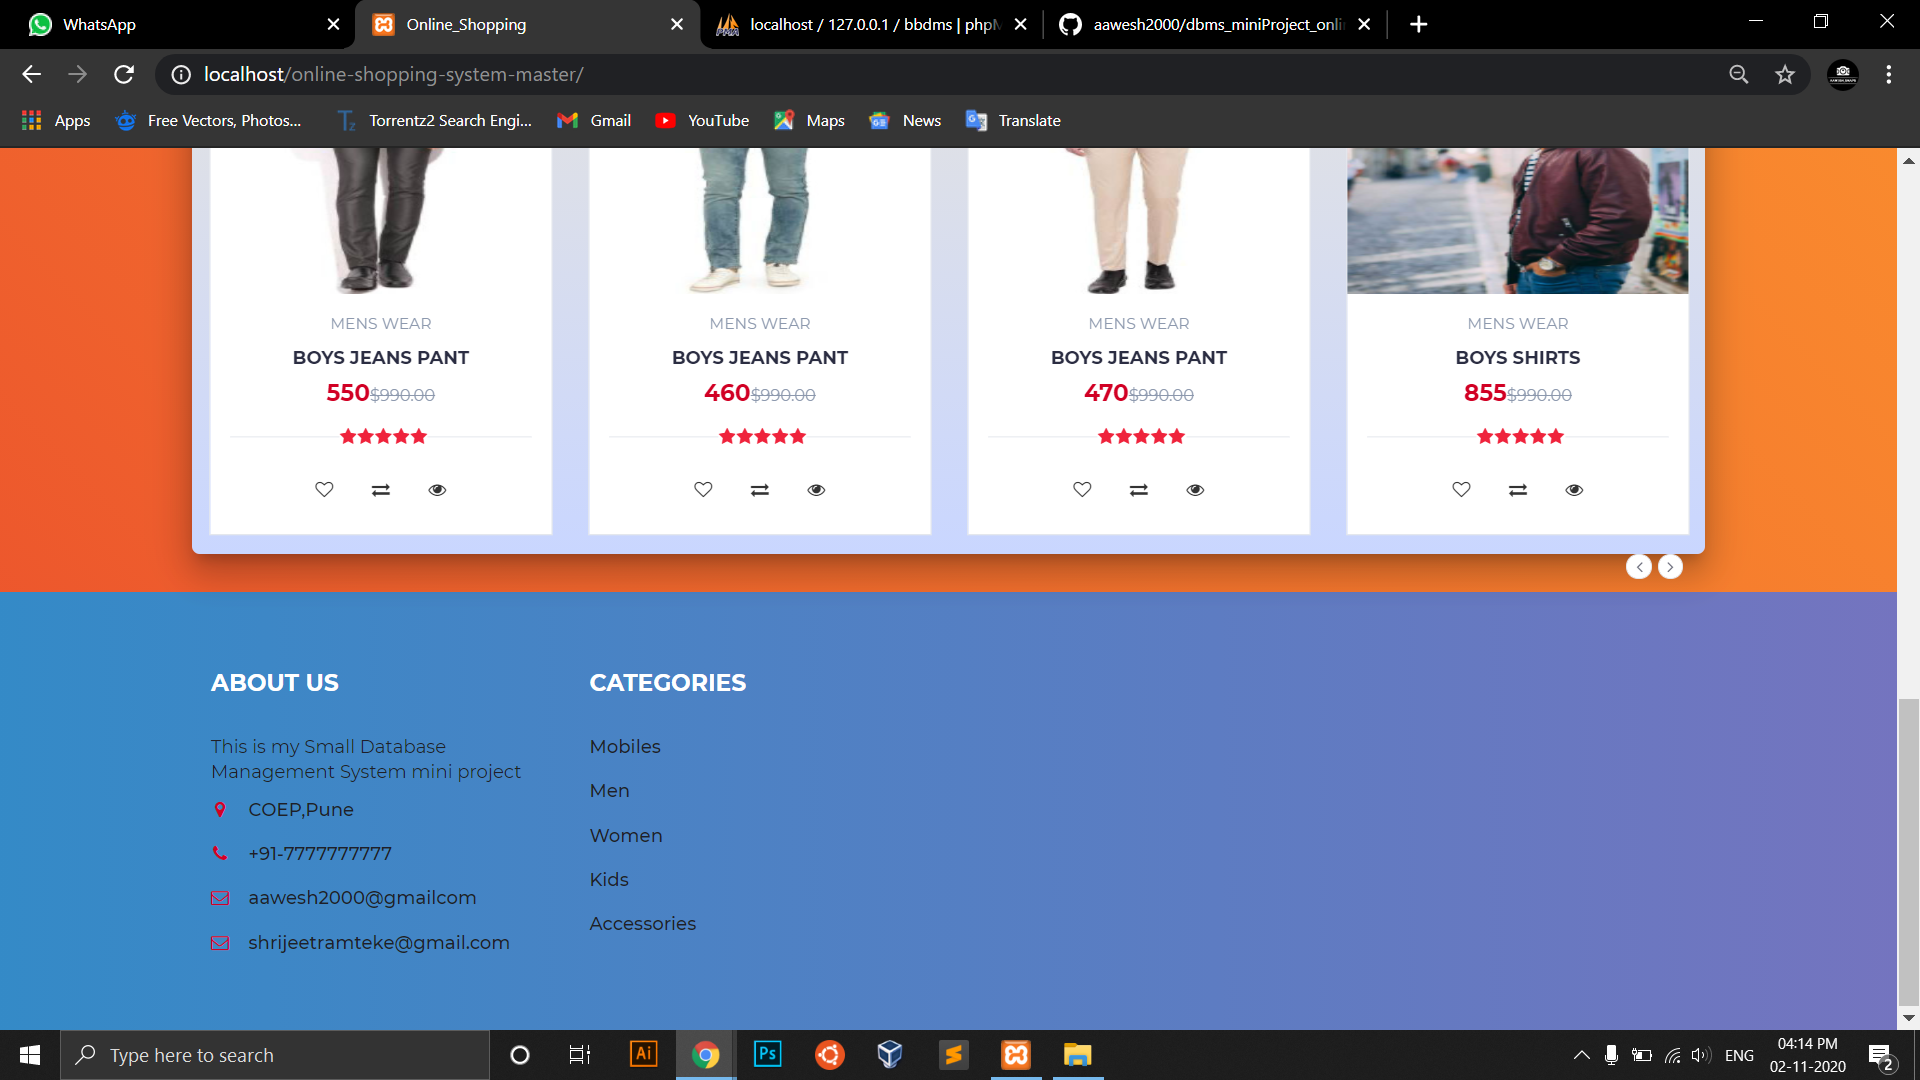 WhatsApp
Online_Shopping
localhost / 127.0.0.1 / bbdms | phpM
aawesh2000/dbms_miniProject_onli
localhost/online-shopping-system-master/
Apps
Free Vectors, Photos...
Torrentz2 Search Engi...
Gmail
YouTube
Maps
News
Translate
MENS WEAR
BOYS JEANS PANT
550$990.00
MENS WEAR
BOYS JEANS PANT
460$990.00
MENS WEAR
BOYS JEANS PANT
470$990.00
MENS WEAR
BOYS SHIRTS
855$990.00
ABOUT US
This is my Small Database
Management System mini project
COEP,Pune
+91-7777777777
aawesh2000@gmailcom
shrijeetramteke@gmail.com
CATEGORIES
Mobiles
Men
Women
Kids
Accessories
Type here to search
Ai
Ps
ENG
04:14 PM
02-11-2020
2